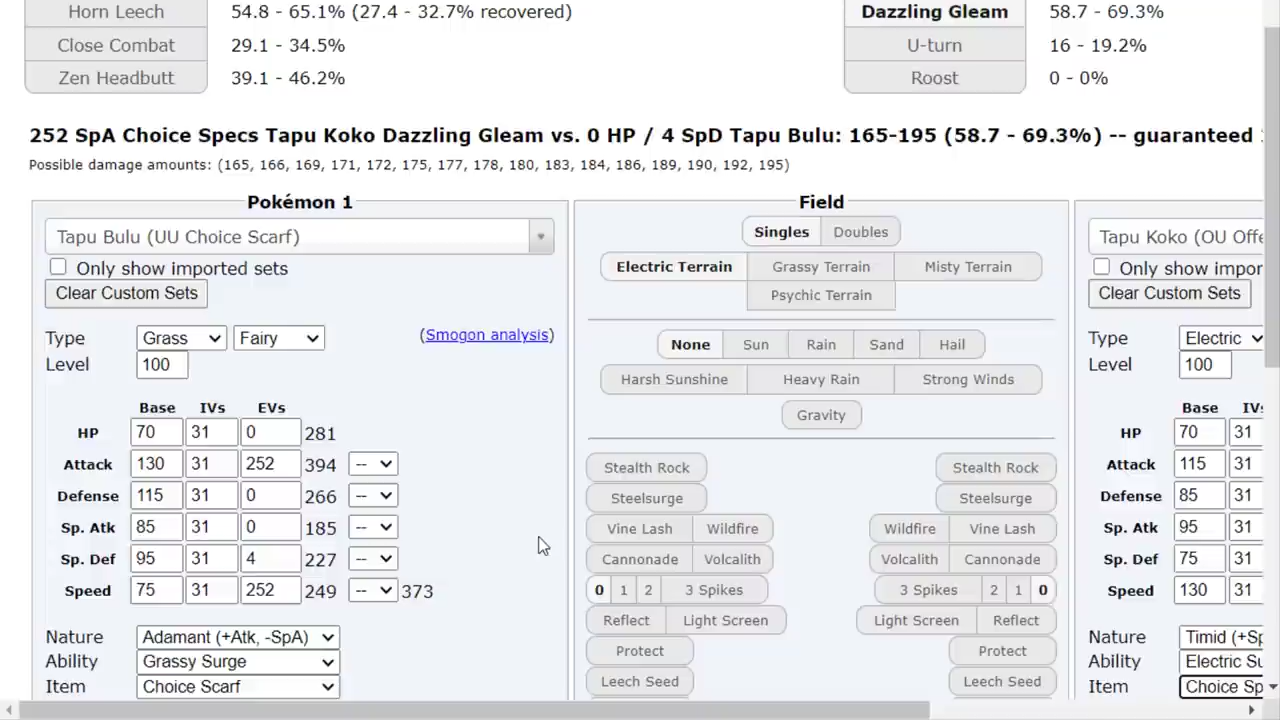 Horn Leech 54.8 - 65.1% (27.4 - 32.7% recovered) Dazzling Gleam 58.7 - 69.3%
Close Combat 29.1 - 34.5% U-turn 16 - 19.2%
Zen Headbutt 39.1 - 46.2% Roost 0 - 0%
252 SpA Choice Specs Tapu Koko Dazzling Gleam vs. 0 HP / 4 SpD Tapu Bulu: 165-195 (58.7 - 69.3%) -- guaranteed
Possible damage amounts: (165, 166, 169, 171, 172, 175, 177, 178, 180, 183, 184, 186, 189, 190, 192, 195)
Pokémon 1
Tapu Bulu (UU Choice Scarf)
Only show imported sets
Clear Custom Sets
Type Grass Fairy (Smogon analysis)
Level 100
Base IVs EVs
HP 70 31 0 281
Attack 130 31 252 394 --
Defense 115 31 0 266 --
Sp. Atk 85 31 0 185 --
Sp. Def 95 31 4 227 --
Speed 75 31 252 249 -- 373
Nature Adamant (+Atk, -SpA)
Ability Grassy Surge
Item Choice Scarf
Field
Singles Doubles
Electric Terrain Grassy Terrain Misty Terrain
Psychic Terrain
None Sun Rain Sand Hail
Harsh Sunshine Heavy Rain Strong Winds
Gravity
Stealth Rock Stealth Rock
Steelsurge Steelsurge
Vine Lash Wildfire Wildfire Vine Lash
Cannonade Volcalith Volcalith Cannonade
0 1 2 3 Spikes 3 Spikes 2 1 0
Reflect Light Screen Light Screen Reflect
Protect Protect
Leech Seed Leech Seed
Tapu Koko (OU Offe
Only show impor
Clear Custom Sets
Type Electric
Level 100
Base IV
HP 70 31
Attack 115 31
Defense 85 31
Sp. Atk 95 31
Sp. Def 75 31
Speed 130 31
Nature Timid (+Sp
Ability Electric Su
Item Choice Sp